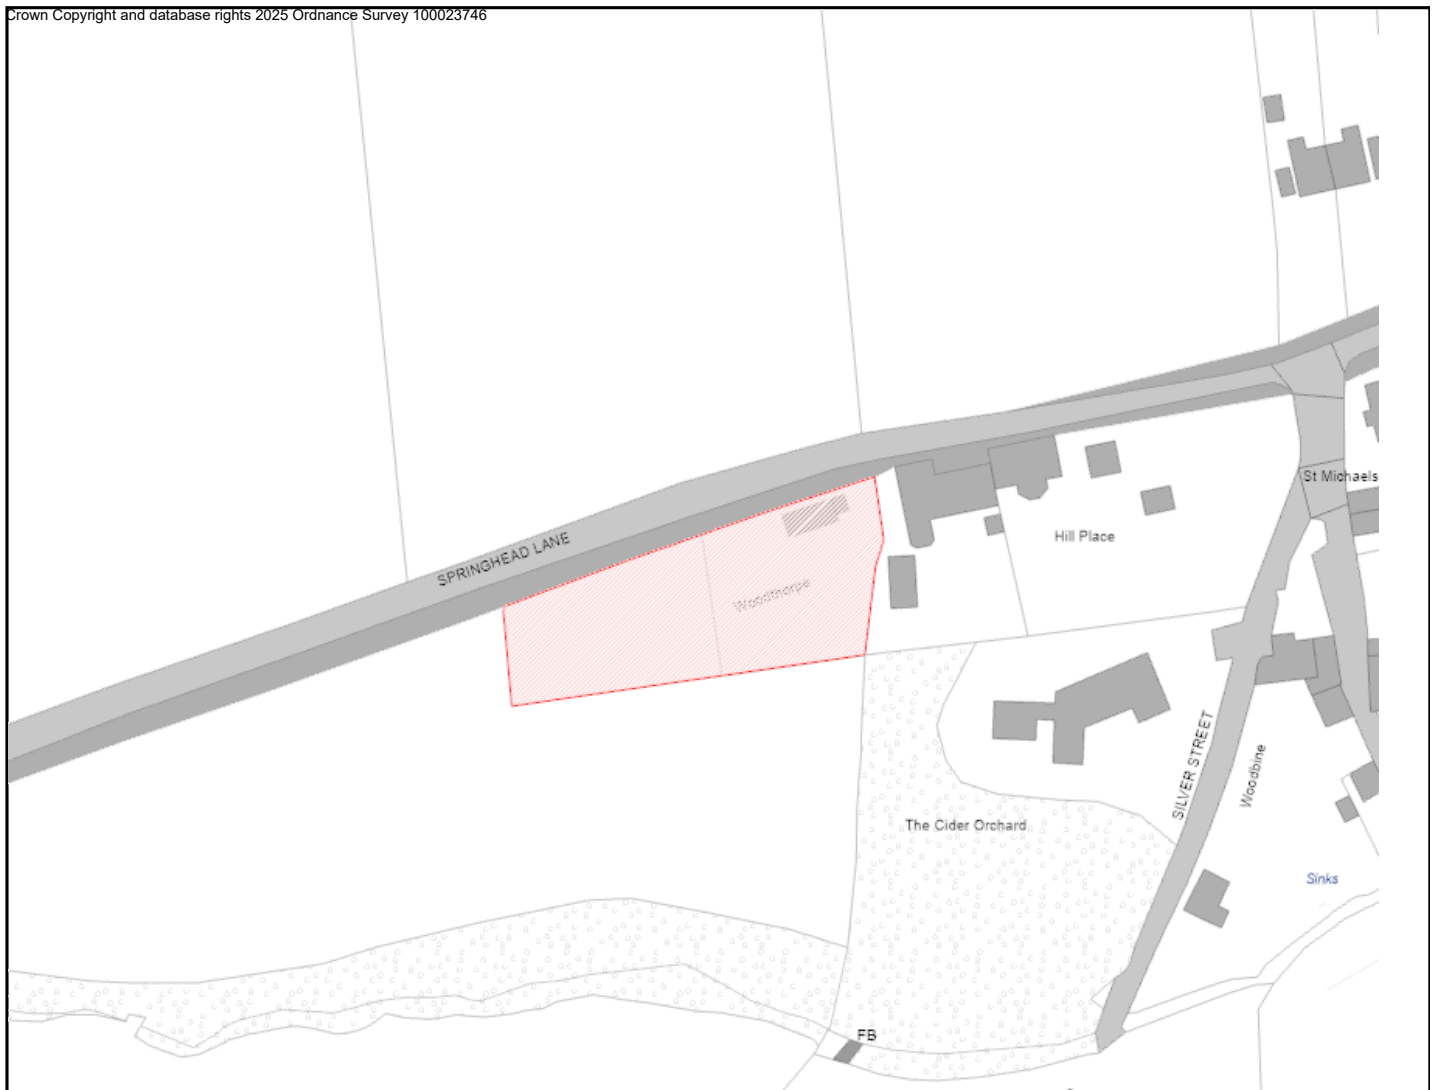 Crown Copyright and database rights 2025 Ordnance Survey 100023746
St Michaels
Hill Place
SPRINGHEAD LANE
Woodthorpe
SILVER STREET
Woodbine
The Cider Orchard
Sinks
FB